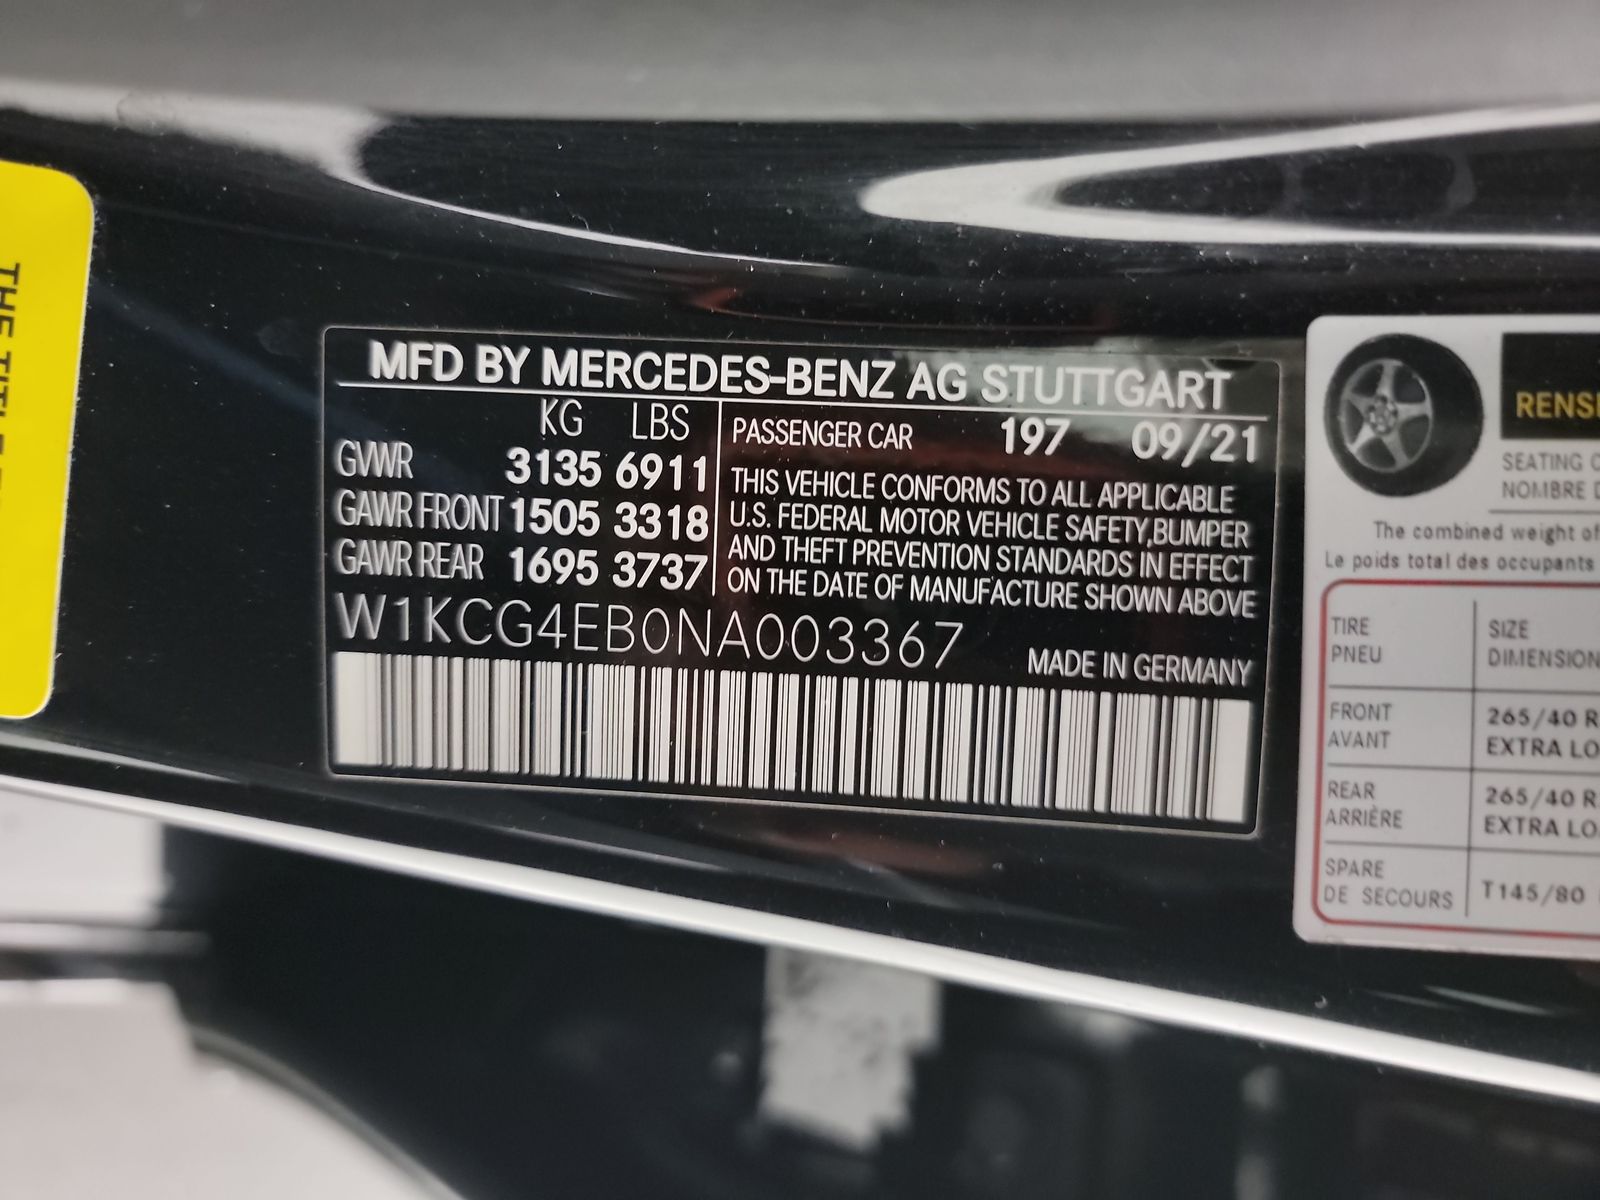 THE TITLE
MFD BY MERCEDES-BENZ AG STUTTGART
KG LBS
GVWR 3135 6911
GAWR FRONT 1505 3318
GAWR REAR 1695 3737
PASSENGER CAR 197 09/21
THIS VEHICLE CONFORMS TO ALL APPLICABLE
U.S. FEDERAL MOTOR VEHICLE SAFETY,BUMPER
AND THEFT PREVENTION STANDARDS IN EFFECT
ON THE DATE OF MANUFACTURE SHOWN ABOVE
W1KCG4EB0NA003367
MADE IN GERMANY
RENSE
SEATING C
NOMBRE D
The combined weight of
Le poids total des occupants
TIRE
PNEU
SIZE
DIMENSION
FRONT
AVANT
265/40 R
EXTRA LO
REAR
ARRIÈRE
265/40 R
EXTRA LO
SPARE
DE SECOURS
T145/80